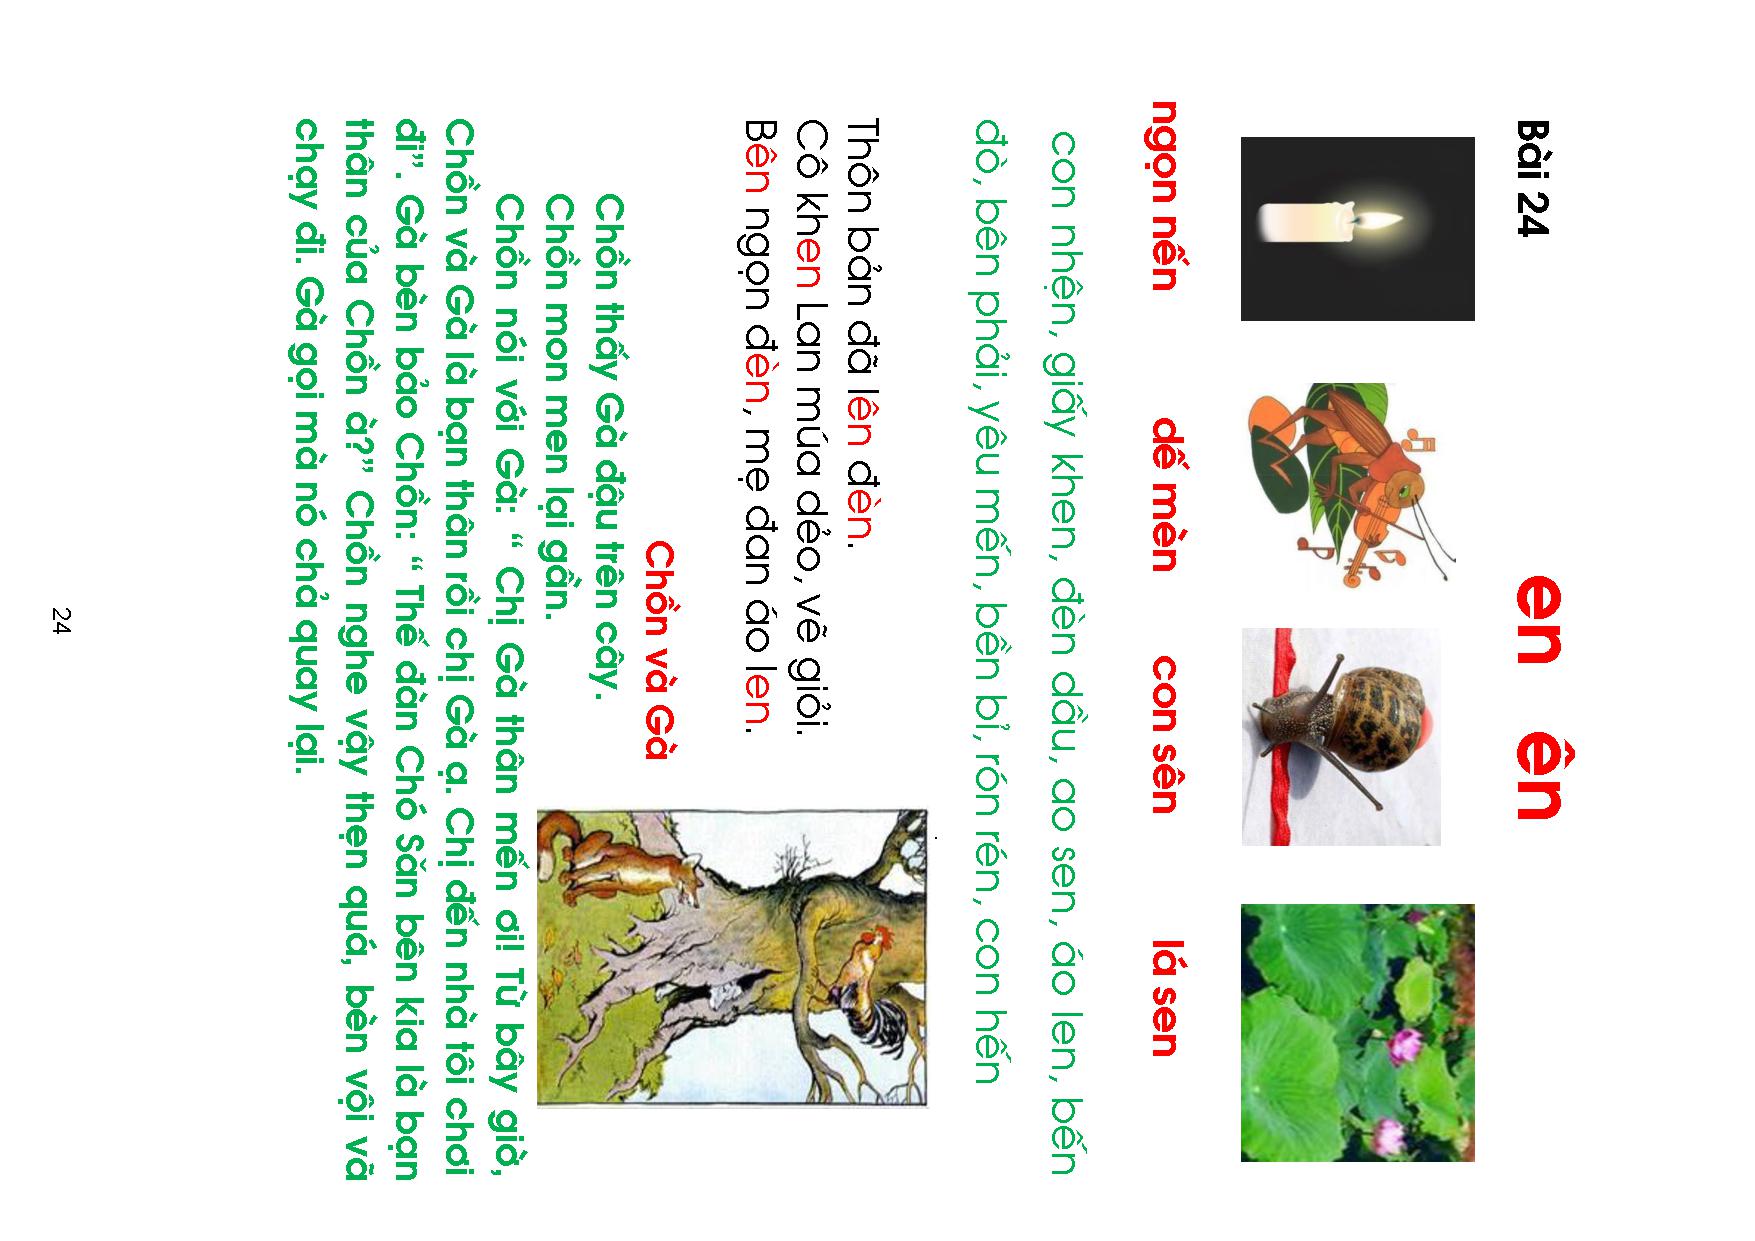 Bài 24 en ên
ngọn nến dế mèn con sên lá sen
con nhện, giấy khen, đèn dầu, ao sen, áo len, bến
đò, bên phải, yêu mến, bền bỉ, rón rén, con hến
Thôn bản đã lên đèn.
Cô khen Lan múa dẻo, vẽ giỏi.
Bên ngọn đèn, mẹ đan áo len.
Chồn và Gà
Chồn thấy Gà đậu trên cây.
Chồn mon men lại gần.
Chồn nói với Gà: “ Chị Gà thân mến ơi! Từ bây giờ,
Chồn và Gà là bạn thân rồi chị Gà ạ. Chị đến nhà tôi chơi
đi”. Gà bèn bảo Chồn: “ Thế đàn Chó Săn bên kia là bạn
thân của Chồn à?” Chồn nghe vậy thẹn quá, bèn vội vã
chạy đi. Gà gọi mà nó chả quay lại.
24